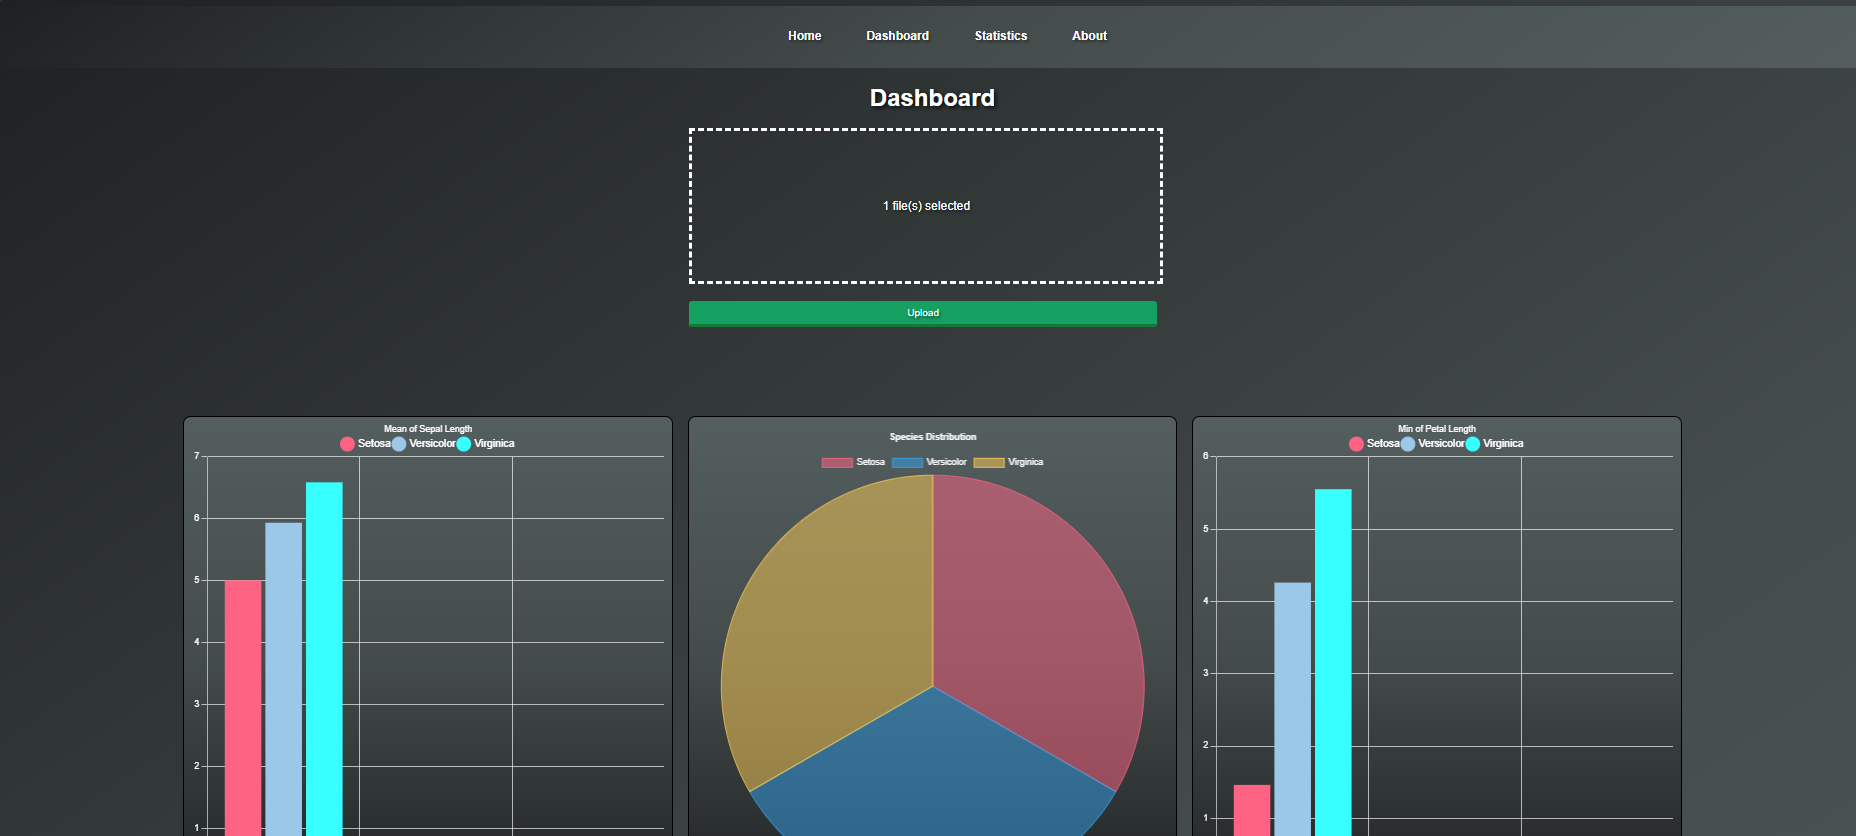 Home Dashboard Statistics About
Dashboard
1 file(s) selected
Upload
Mean of Sepal Length
Setosa Versicolor Virginica
7
6
5
4
3
2
1
Species Distribution
Setosa Versicolor Virginica
Min of Petal Length
Setosa Versicolor Virginica
6
5
4
3
2
1